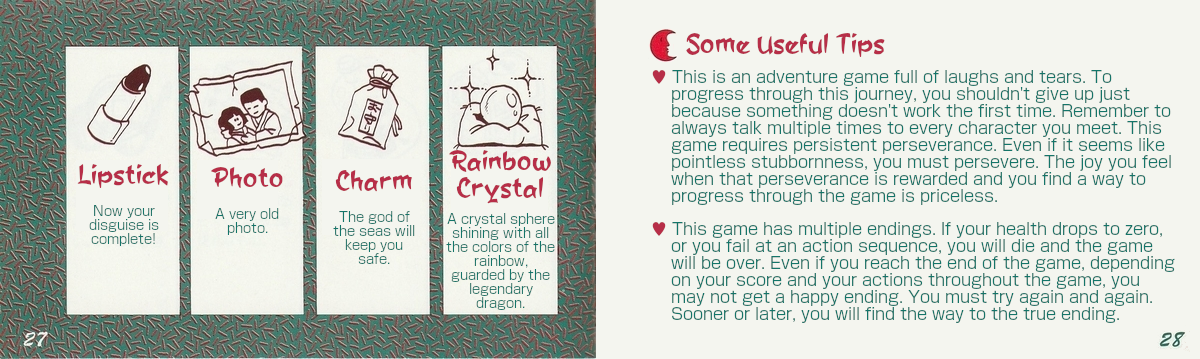 Lipstick
Now your
disguise is
complete!
Photo
A very old
photo.
Charm
The god of
the seas will
keep you
safe.
Rainbow
Crystal
A crystal sphere
shining with all
the colors of the
rainbow,
guarded by the
legendary
dragon.
27
Some Useful Tips
This is an adventure game full of laughs and tears. To
progress through this journey, you shouldn't give up just
because something doesn't work the first time. Remember to
always talk multiple times to every character you meet. This
game requires persistent perseverance. Even if it seems like
pointless stubbornness, you must persevere. The joy you feel
when that perseverance is rewarded and you find a way to
progress through the game is priceless.
This game has multiple endings. If your health drops to zero,
or you fail at an action sequence, you will die and the game
will be over. Even if you reach the end of the game, depending
on your score and your actions throughout the game, you
may not get a happy ending. You must try again and again.
Sooner or later, you will find the way to the true ending.
28